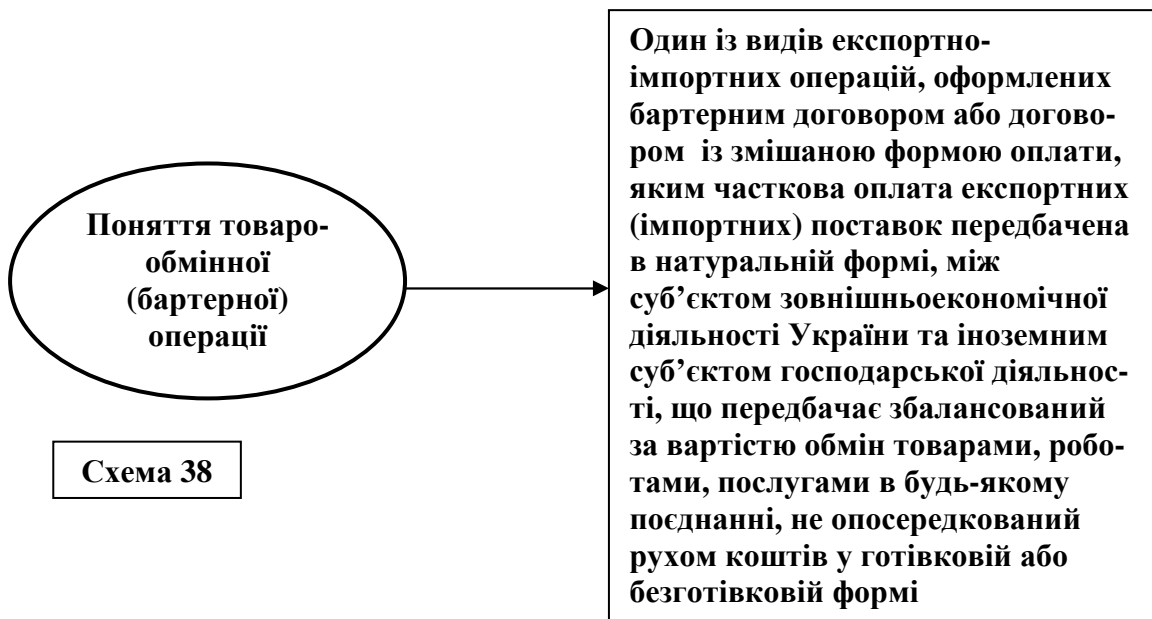 Поняття товаро-
обмінної
(бартерної)
операції
Схема 38
Один із видів експортно-
імпортних операцій, оформлених
бартерним договором або догово-
ром із змішаною формою оплати,
яким часткова оплата експортних
(імпортних) поставок передбачена
в натуральній формі, між
суб’єктом зовнішньоекономічної
діяльності України та іноземним
суб’єктом господарської діяльнос-
ті, що передбачає збалансований
за вартістю обмін товарами, робо-
тами, послугами в будь-якому
поєднанні, не опосередкований
рухом коштів у готівковій або
безготівковій формі